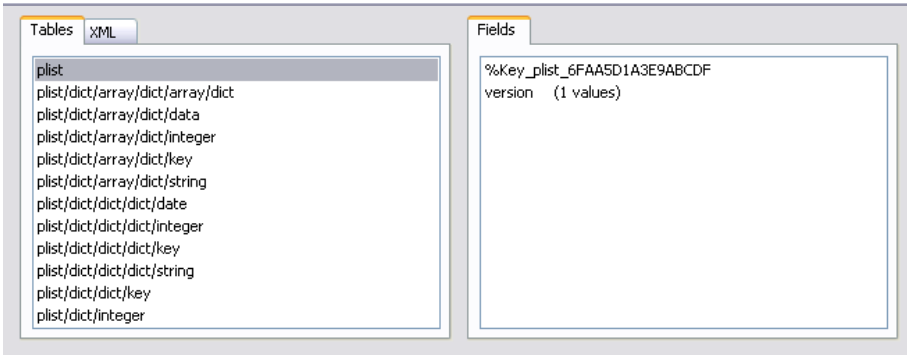 Tables XML
plist
plist/dict/array/dict/array/dict
plist/dict/array/dict/data
plist/dict/array/dict/integer
plist/dict/array/dict/key
plist/dict/array/dict/string
plist/dict/dict/dict/date
plist/dict/dict/dict/integer
plist/dict/dict/dict/key
plist/dict/dict/dict/string
plist/dict/dict/key
plist/dict/integer
Fields
%Key_plist_6FAA5D1A3E9ABCDF
version (1 values)